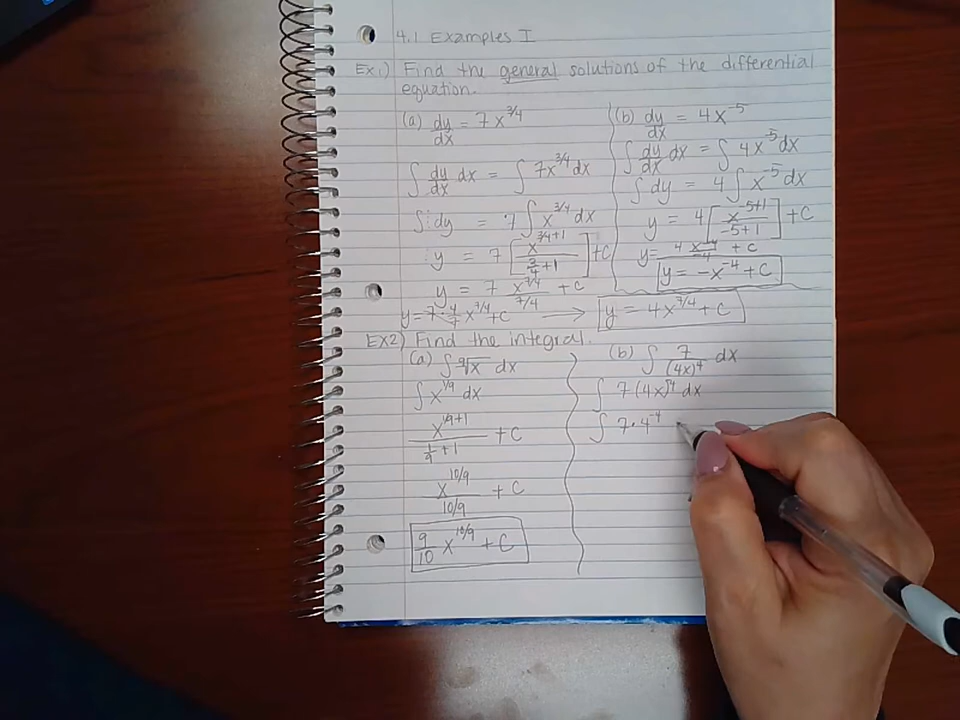 4.1 Examples I
Ex1) Find the general solutions of the differential
equation.
(a) dy/dx = 7x^(3/4)
∫ dy/dx dx = ∫ 7x^(3/4) dx
∫ dy = 7 ∫ x^(3/4) dx
y = 7 [ x^(3/4+1) / (3/4+1) ] + C
y = 7 x^(7/4) / (7/4) + C
y = 7·4/7 x^(7/4) + C → y = 4x^(7/4) + C
(b) dy/dx = 4x^-5
∫ dy/dx dx = ∫ 4x^-5 dx
∫ dy = 4 ∫ x^-5 dx
y = 4 [ x^(-5+1) / (-5+1) ] + C
y = 4 x^-4 / -4 + C
y = -x^-4 + C
Ex2) Find the integral.
(a) ∫ ⁹√x dx
∫ x^(1/9) dx
x^(1/9+1) / (1/9+1) + C
x^(10/9) / (10/9) + C
9/10 x^(10/9) + C
(b) ∫ 7/(4x)^4 dx
∫ 7(4x)^-4 dx
∫ 7·4^-4